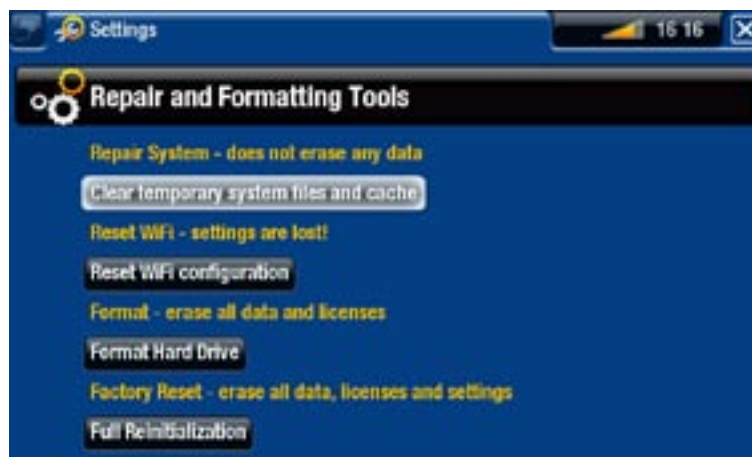 Settings
16 16
Repair and Formatting Tools
Repair System - does not erase any data
Clear temporary system files and cache
Reset WiFi - settings are lost!
Reset WiFi configuration
Format - erase all data and licenses
Format Hard Drive
Factory Reset - erase all data, licenses and settings
Full Reinitialization